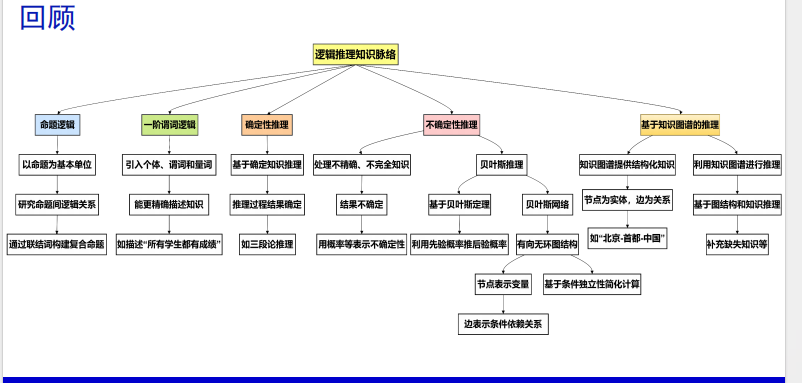 回顾
逻辑推理知识脉络
命题逻辑
一阶谓词逻辑
确定性推理
不确定性推理
基于知识图谱的推理
以命题为基本单位
引入个体、谓词和量词
基于确定知识推理
处理不精确、不完全知识
贝叶斯推理
知识图谱提供结构化知识
利用知识图谱进行推理
研究命题间逻辑关系
能更精确描述知识
推理过程结果确定
结果不确定
基于贝叶斯定理
贝叶斯网络
节点为实体，边为关系
基于图结构和知识推理
通过联结词构建复合命题
如描述“所有学生都有成绩”
如三段论推理
用概率等表示不确定性
利用先验概率推后验概率
有向无环图结构
如“北京-首都-中国”
补充缺失知识等
节点表示变量
基于条件独立性简化计算
边表示条件依赖关系